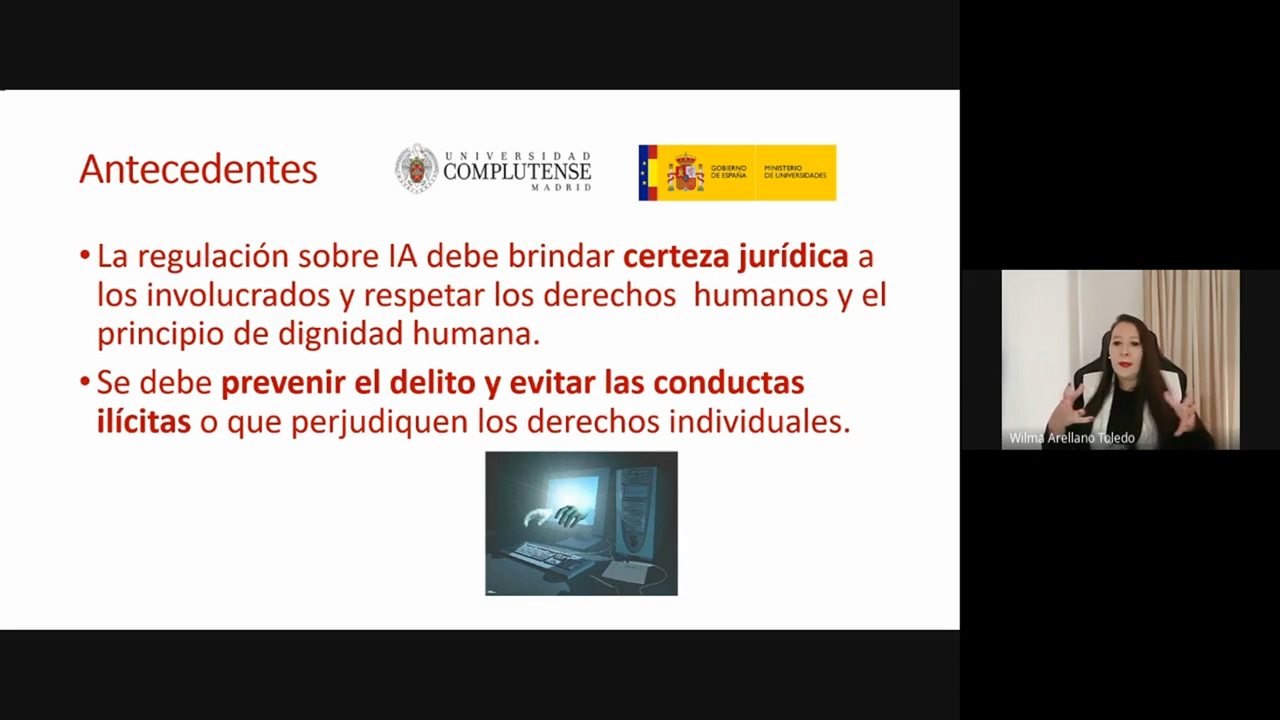 Antecedentes
UNIVERSIDAD
COMPLUTENSE
MADRID
GOBIERNO
DE ESPAÑA
MINISTERIO
DE UNIVERSIDADES
• La regulación sobre IA debe brindar certeza jurídica a
los involucrados y respetar los derechos humanos y el
principio de dignidad humana.
• Se debe prevenir el delito y evitar las conductas
ilícitas o que perjudiquen los derechos individuales.
Wilma Arellano Toledo